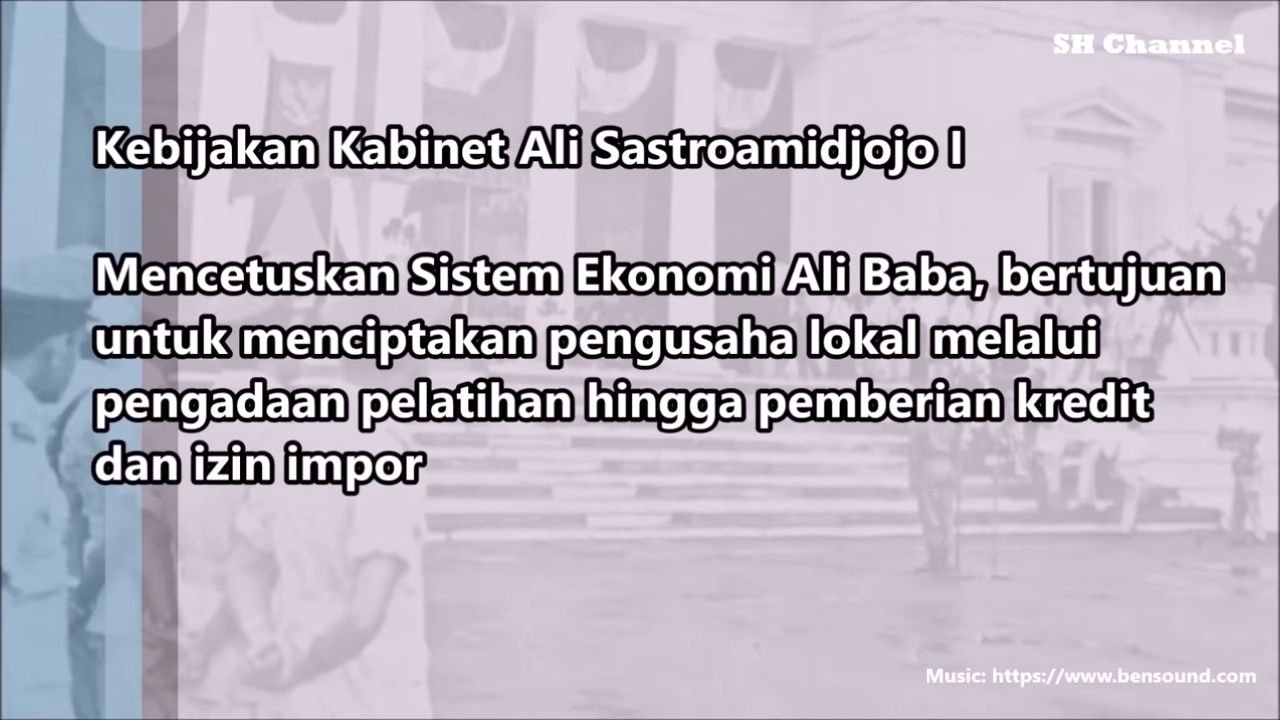 SH Channel
Kebijakan Kabinet Ali Sastroamidjojo I
Mencetuskan Sistem Ekonomi Ali Baba, bertujuan
untuk menciptakan pengusaha lokal melalui
pengadaan pelatihan hingga pemberian kredit
dan izin impor
Music: https://www.bensound.com